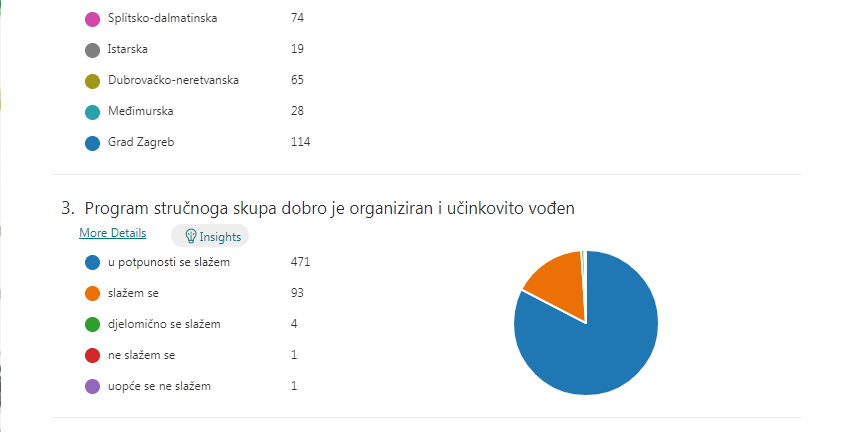 Splitsko-dalmatinska 74
Istarska 19
Dubrovačko-neretvanska 65
Međimurska 28
Grad Zagreb 114
3. Program stručnoga skupa dobro je organiziran i učinkovito vođen
More Details Insights
u potpunosti se slažem 471
slažem se 93
djelomično se slažem 4
ne slažem se 1
uopće se ne slažem 1